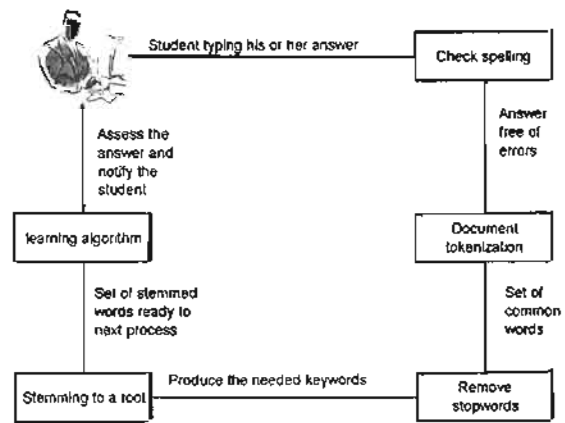 Student typing his or her answer
Check spelling
Answer
free of
errors
Assess the
answer and
notify the
student
learning algorithm
Document
tokenization
Set of stemmed
words ready to
next process
Set of
common
words
Stemming to a root
Produce the needed keywords
Remove
stopwords